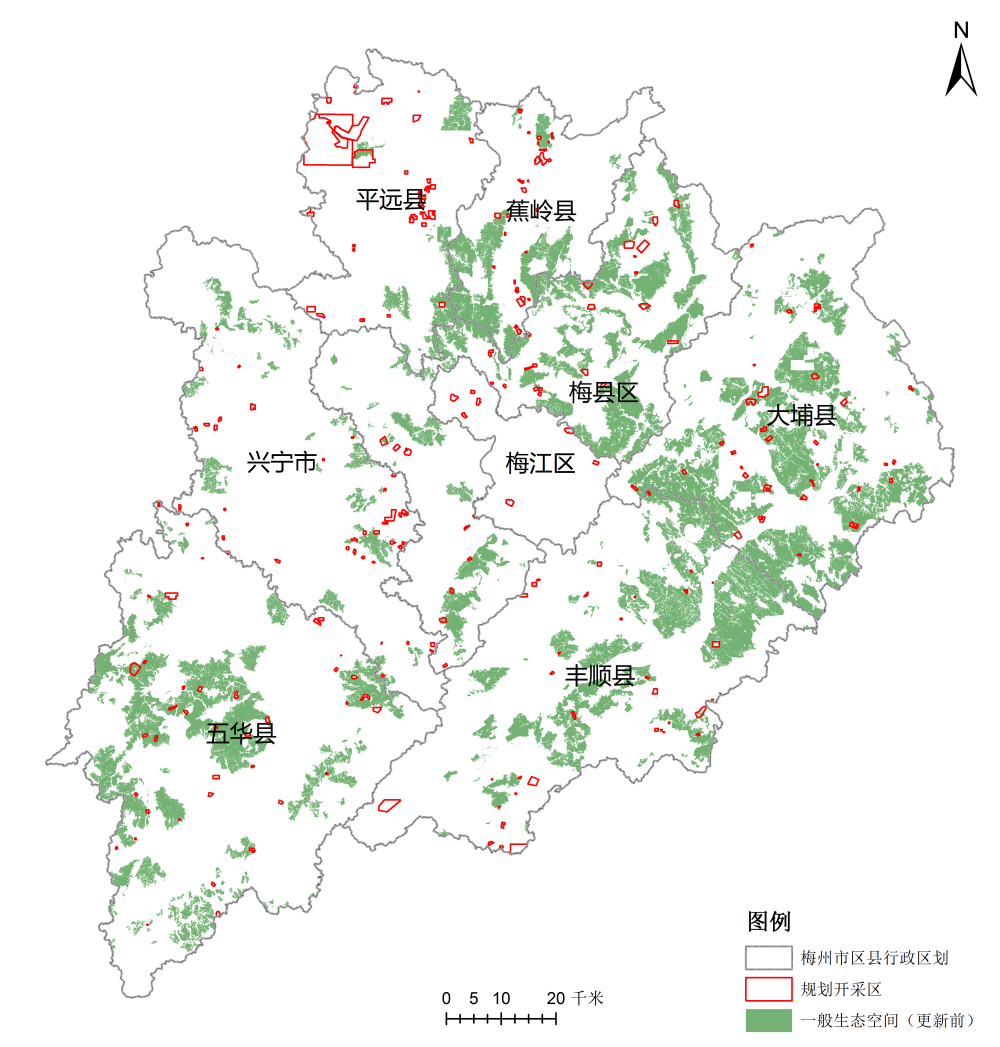 N
平远县
蕉岭县
梅县区
大埔县
兴宁市
梅江区
丰顺县
五华县
图例
梅州市区县行政区划
规划开采区
一般生态空间（更新前）
0 5 10 20 千米